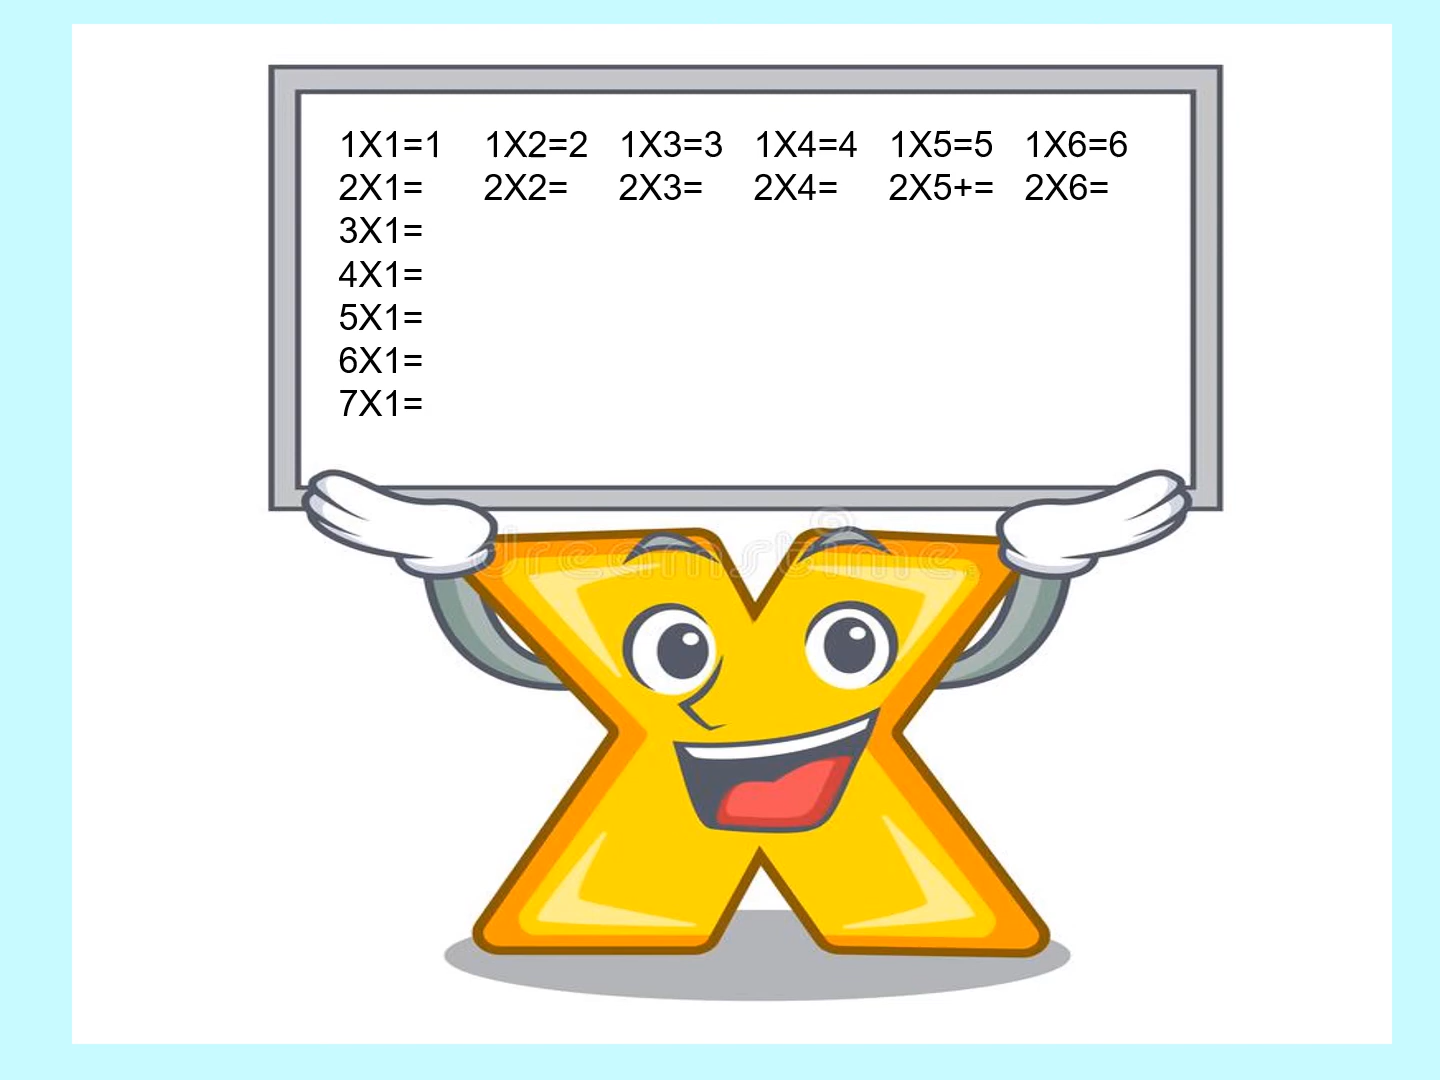 1X1=1 1X2=2 1X3=3 1X4=4 1X5=5 1X6=6
2X1= 2X2= 2X3= 2X4= 2X5+= 2X6=
3X1=
4X1=
5X1=
6X1=
7X1=
dreamstime